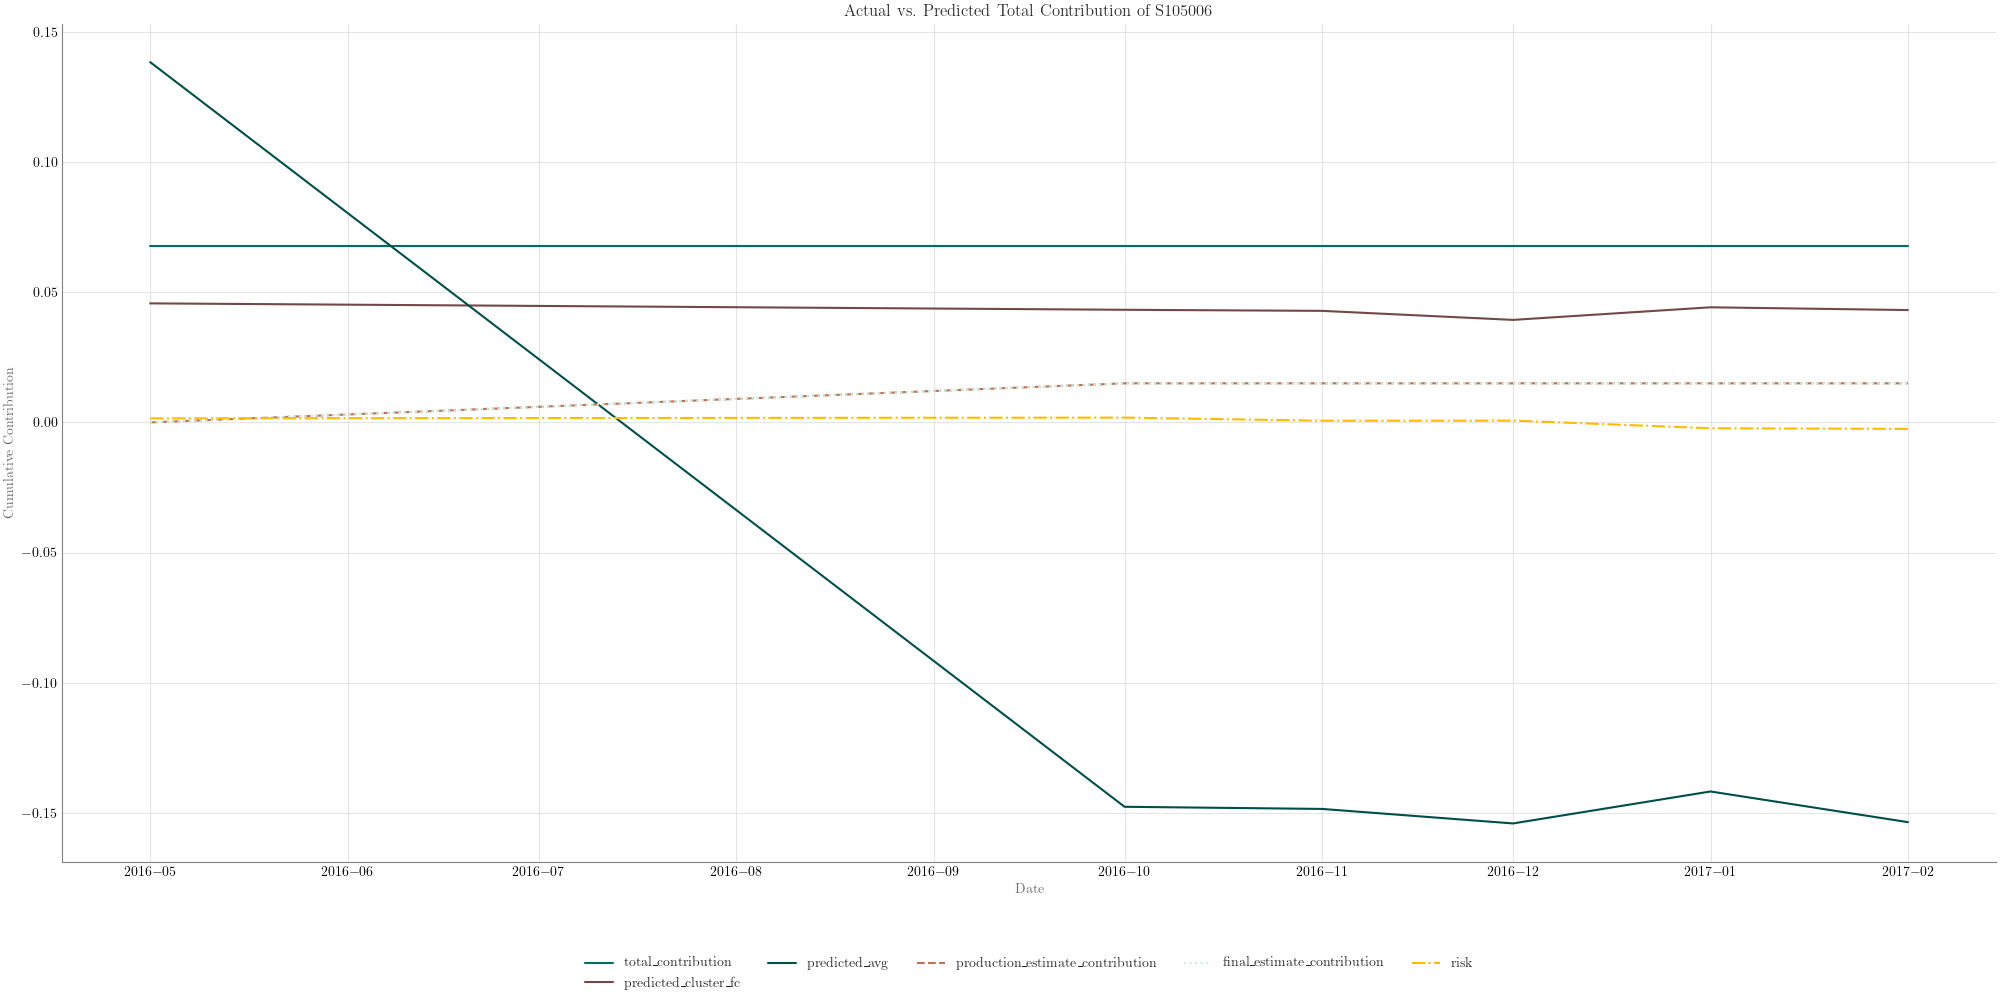 Actual vs. Predicted Total Contribution of S105006
0.15
0.10
0.05
0.00
−0.05
−0.10
−0.15
Cumulative Contribution
2016−05 2016−06 2016−07 2016−08 2016−09 2016−10 2016−11 2016−12 2017−01 2017−02
Date
total_contribution predicted_avg production_estimate_contribution final_estimate_contribution risk
predicted_cluster_fc